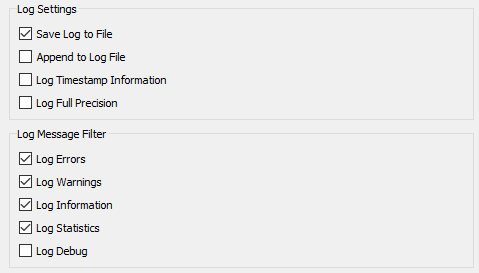 Log Settings
Save Log to File
Append to Log File
Log Timestamp Information
Log Full Precision
Log Message Filter
Log Errors
Log Warnings
Log Information
Log Statistics
Log Debug